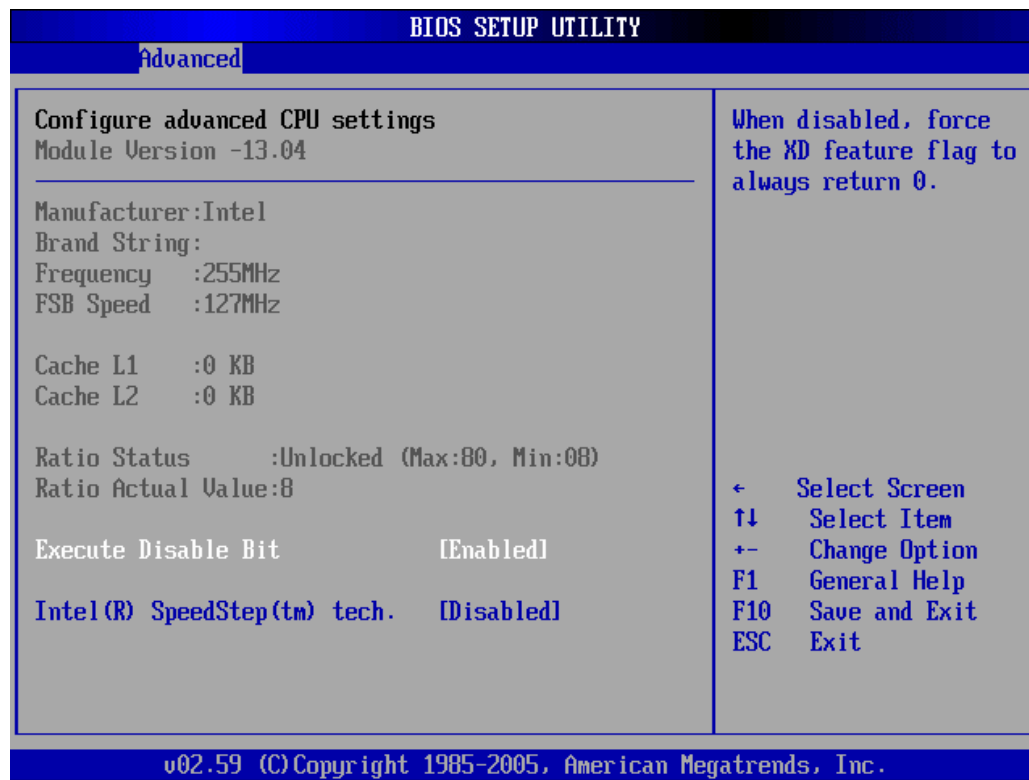 BIOS SETUP UTILITY
Advanced
Configure advanced CPU settings
Module Version -13.04
Manufacturer:Intel
Brand String:
Frequency :255MHz
FSB Speed :127MHz
Cache L1 :0 KB
Cache L2 :0 KB
Ratio Status :Unlocked (Max:80, Min:08)
Ratio Actual Value:8
Execute Disable Bit [Enabled]
Intel(R) SpeedStep(tm) tech. [Disabled]
When disabled, force
the XD feature flag to
always return 0.
← Select Screen
↑↓ Select Item
+- Change Option
F1 General Help
F10 Save and Exit
ESC Exit
v02.59 (C)Copyright 1985-2005, American Megatrends, Inc.